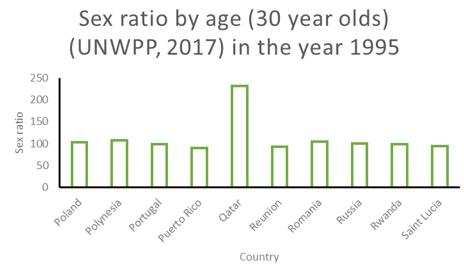 Sex ratio by age (30 year olds)
(UNWPP, 2017) in the year 1995
250
200
150
100
50
0
Sex ratio
Poland
Polynesia
Portugal
Puerto Rico
Qatar
Reunion
Romania
Russia
Rwanda
Saint Lucia
Country